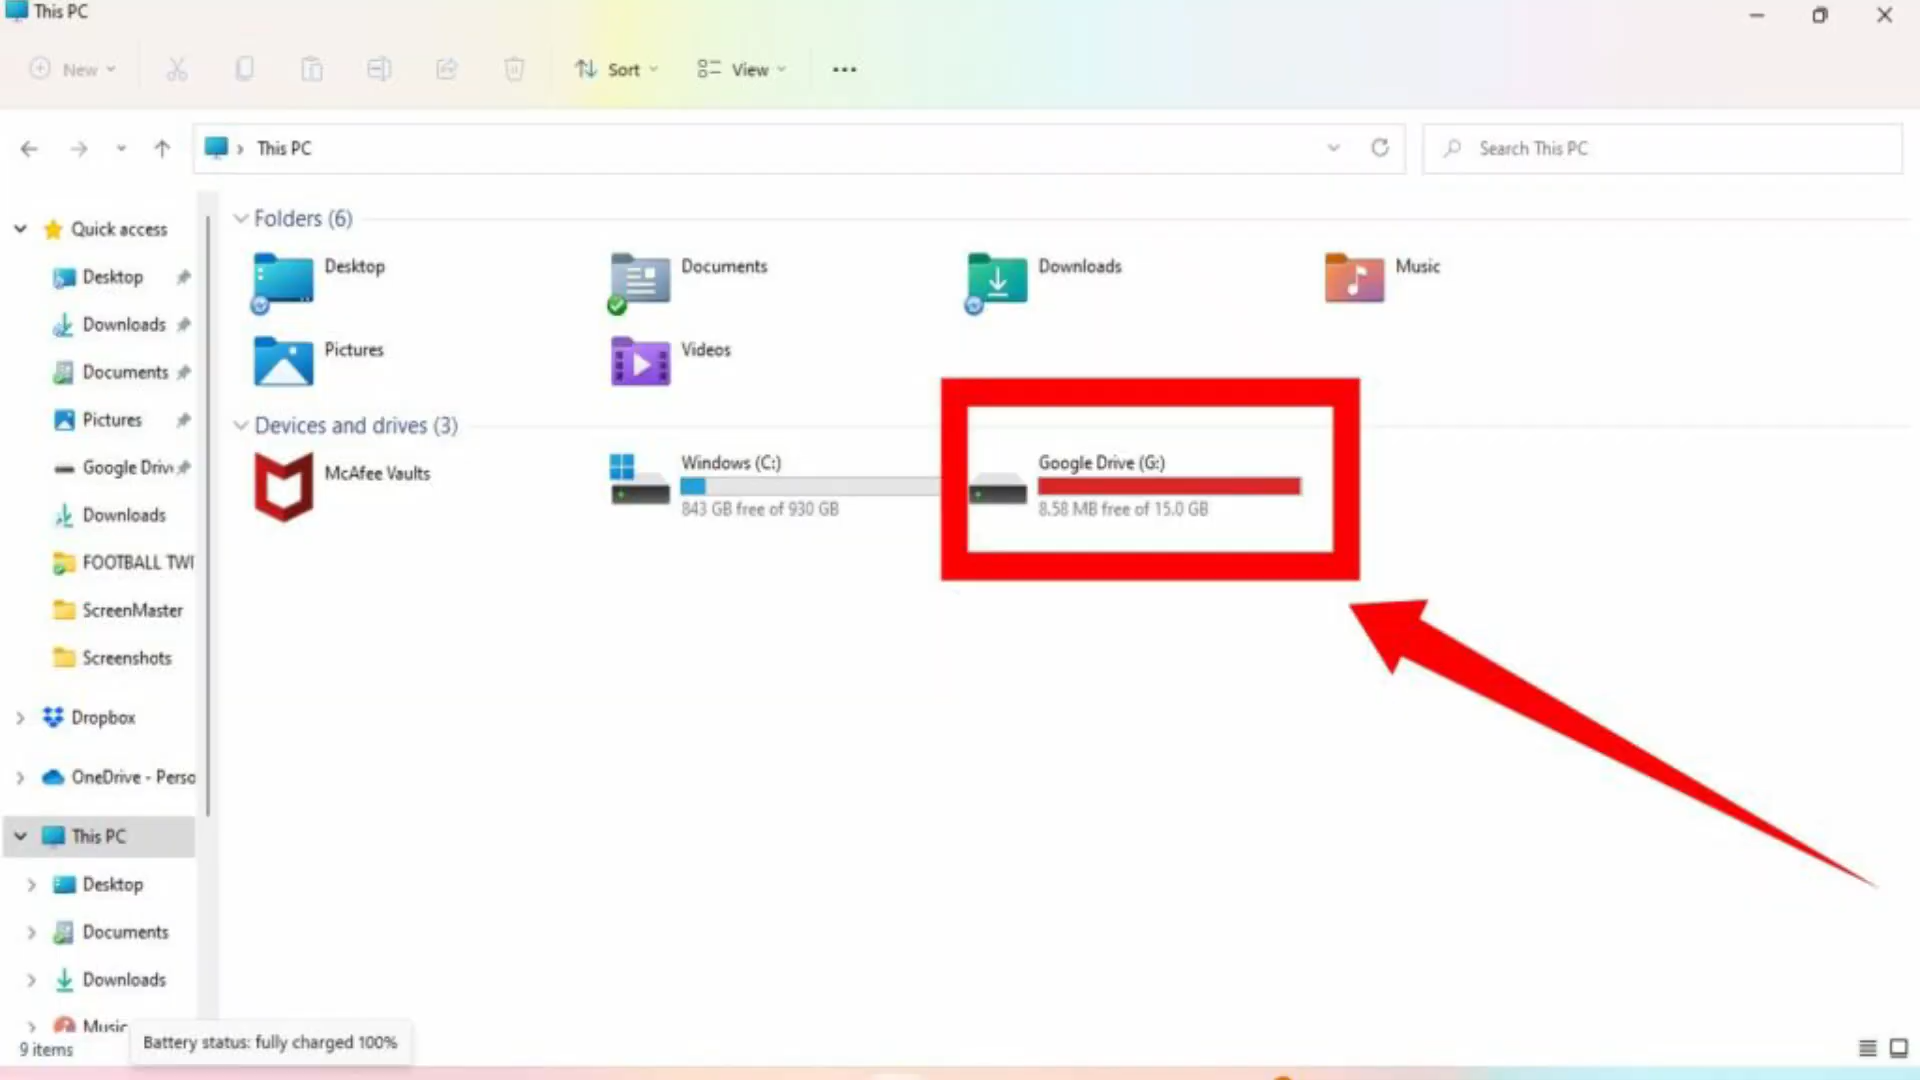 This PC
New
Sort
View
This PC
Search This PC
Quick access
Desktop
Downloads
Documents
Pictures
Google Driv
Downloads
FOOTBALL TWI
ScreenMaster
Screenshots
Dropbox
OneDrive - Perso
This PC
Desktop
Documents
Downloads
Music
9 items
Battery status: fully charged 100%
Folders (6)
Desktop
Documents
Downloads
Music
Pictures
Videos
Devices and drives (3)
McAfee Vaults
Windows (C:)
843 GB free of 930 GB
Google Drive (G:)
8.58 MB free of 15.0 GB